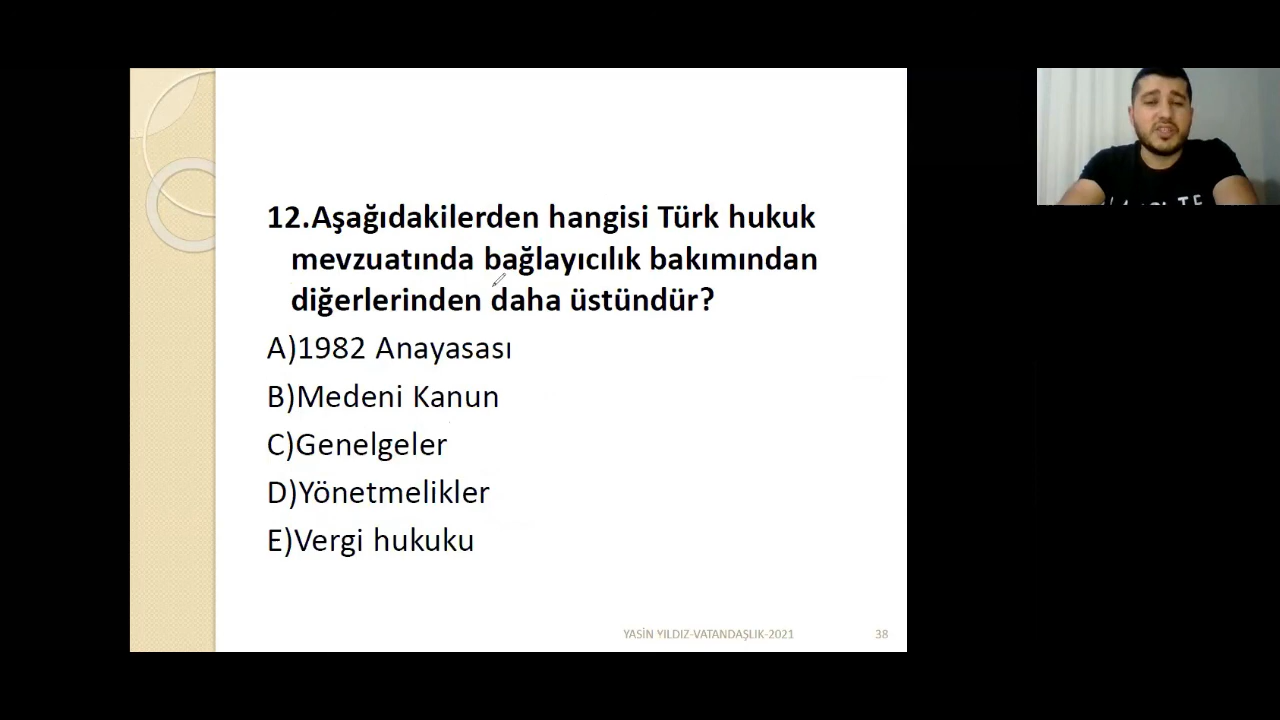 12.Aşağıdakilerden hangisi Türk hukuk
mevzuatında bağlayıcılık bakımından
diğerlerinden daha üstündür?
A)1982 Anayasası
B)Medeni Kanun
C)Genelgeler
D)Yönetmelikler
E)Vergi hukuku
YASİN YILDIZ-VATANDAŞLIK-2021
38